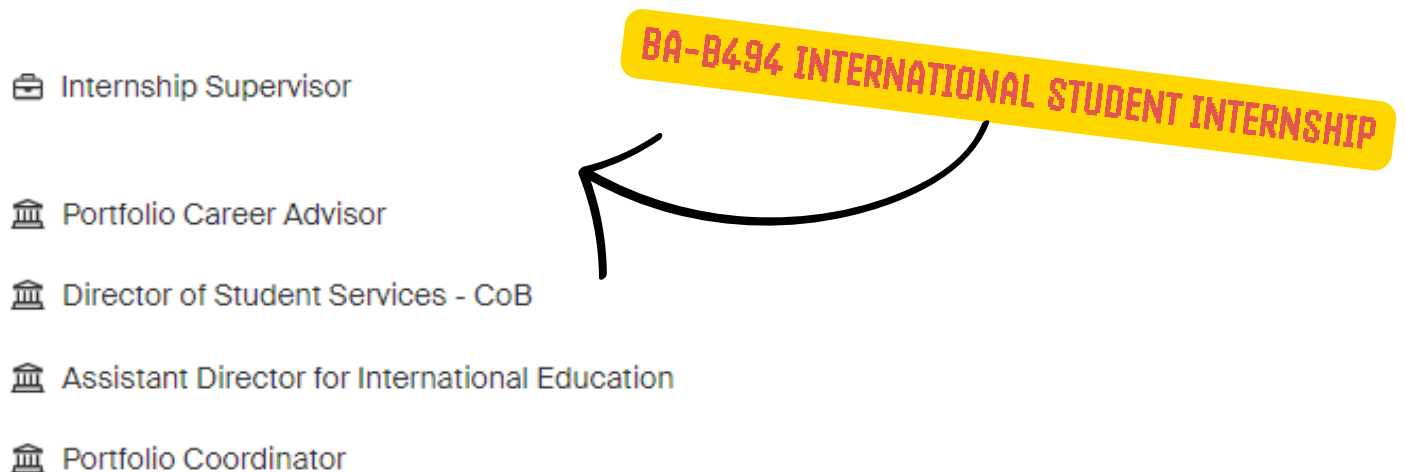 BA-B494 INTERNATIONAL STUDENT INTERNSHIP
Internship Supervisor
Portfolio Career Advisor
Director of Student Services - CoB
Assistant Director for International Education
Portfolio Coordinator